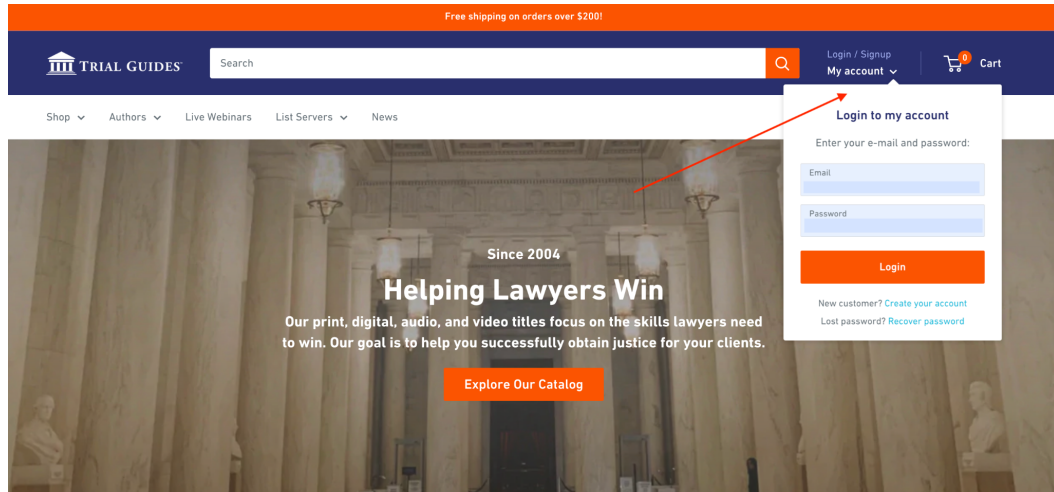 Free shipping on orders over $200!
TRIAL GUIDES
Search
Login / Signup
My account
0
Cart
Shop
Authors
Live Webinars
List Servers
News
Login to my account
Enter your e-mail and password:
Email
Password
Login
New customer? Create your account
Lost password? Recover password
Since 2004
Helping Lawyers Win
Our print, digital, audio, and video titles focus on the skills lawyers need
to win. Our goal is to help you successfully obtain justice for your clients.
Explore Our Catalog